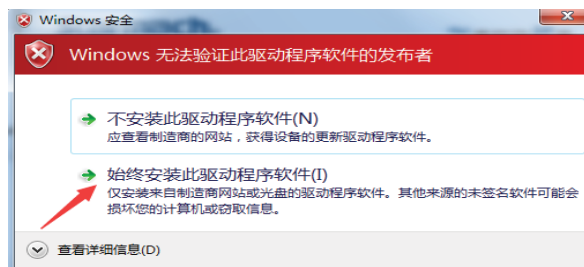 Windows 安全
Windows 无法验证此驱动程序软件的发布者
不安装此驱动程序软件(N)
应查看制造商的网站，获得设备的更新驱动程序软件。
始终安装此驱动程序软件(I)
仅安装来自制造商网站或光盘的驱动程序软件。其他来源的未签名软件可能会
损坏您的计算机或窃取信息。
查看详细信息(D)